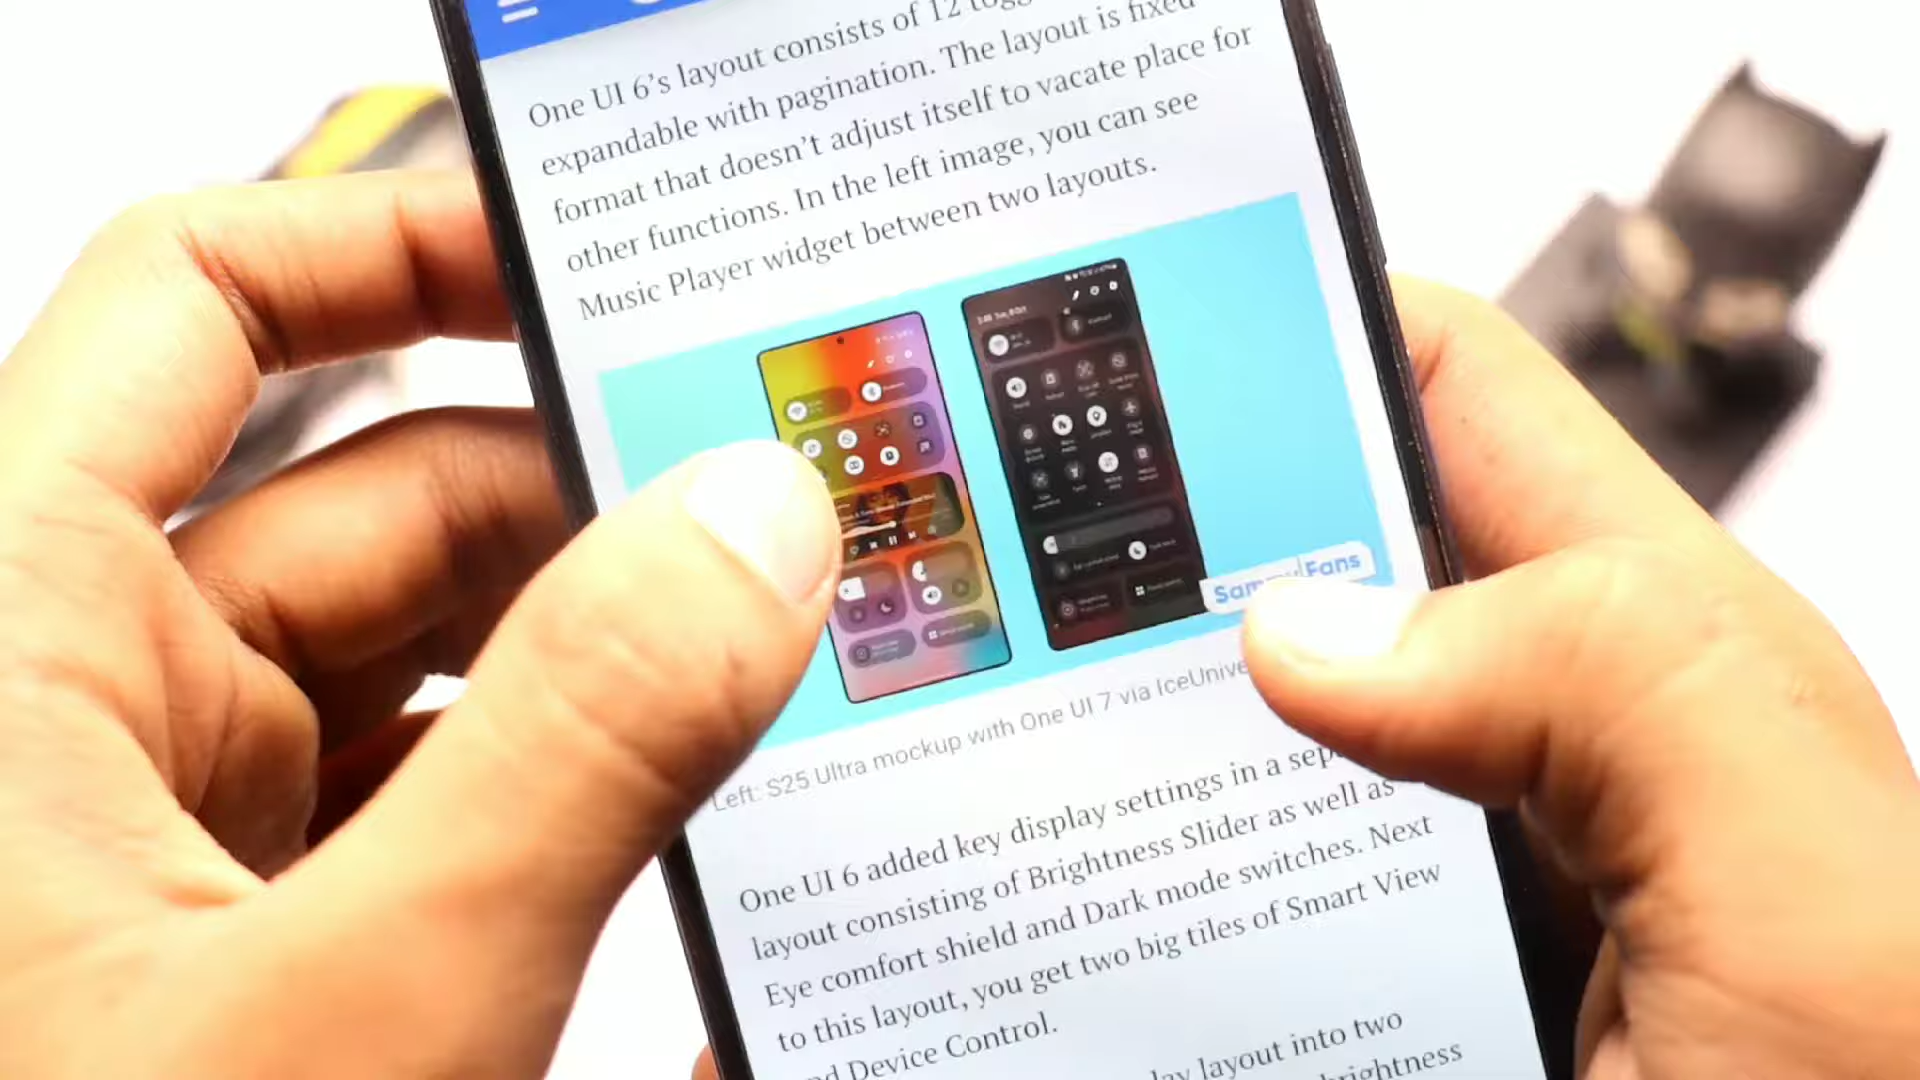 One UI 6's layout consists of 12
expandable with pagination. The layout is fixed
format that doesn't adjust itself to vacate place for
other functions. In the left image, you can see
Music Player widget between two layouts.
Sammy Fans
Left: S25 Ultra mockup with One UI 7 via IceUnive
One UI 6 added key display settings in a
layout consisting of Brightness Slider as well as
Eye comfort shield and Dark mode switches. Next
to this layout, you get two big tiles of Smart View
Device Control.
layout into two
brightness